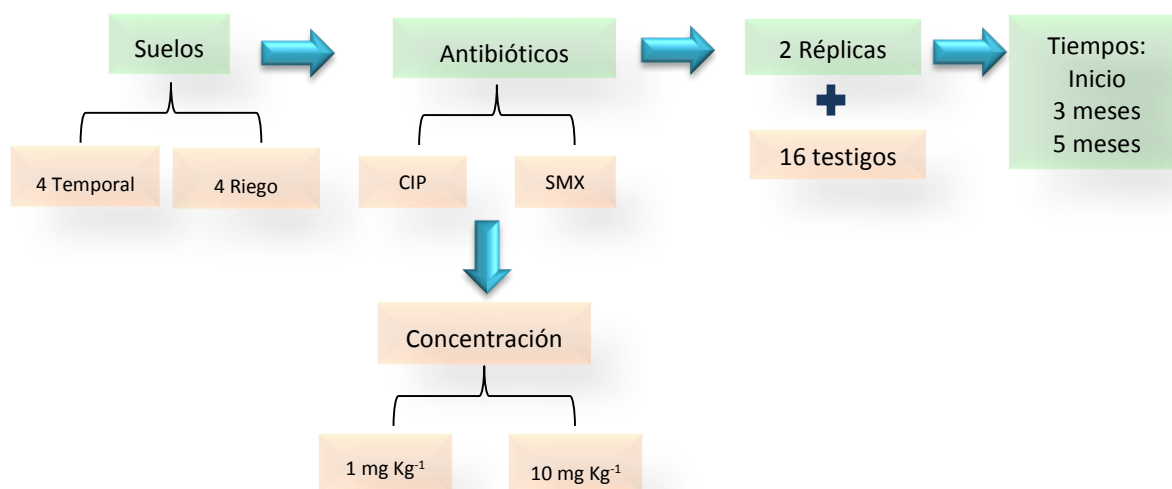 Suelos
4 Temporal
4 Riego
Antibióticos
CIP
SMX
Concentración
1 mg Kg⁻¹
10 mg Kg⁻¹
2 Réplicas
16 testigos
Tiempos:
Inicio
3 meses
5 meses